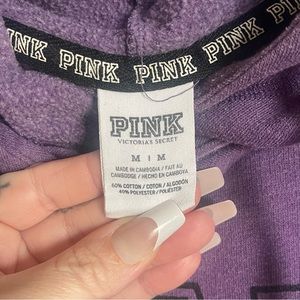 PINK PINK PINK PINK PINK
PINK
VICTORIA'S SECRET
M | M
MADE IN CAMBODIA / FAIT AU
CAMBODGE / HECHO EN CAMBOYA
60% COTTON / COTON / ALGODÓN
40% POLYESTER / POLIÉSTER